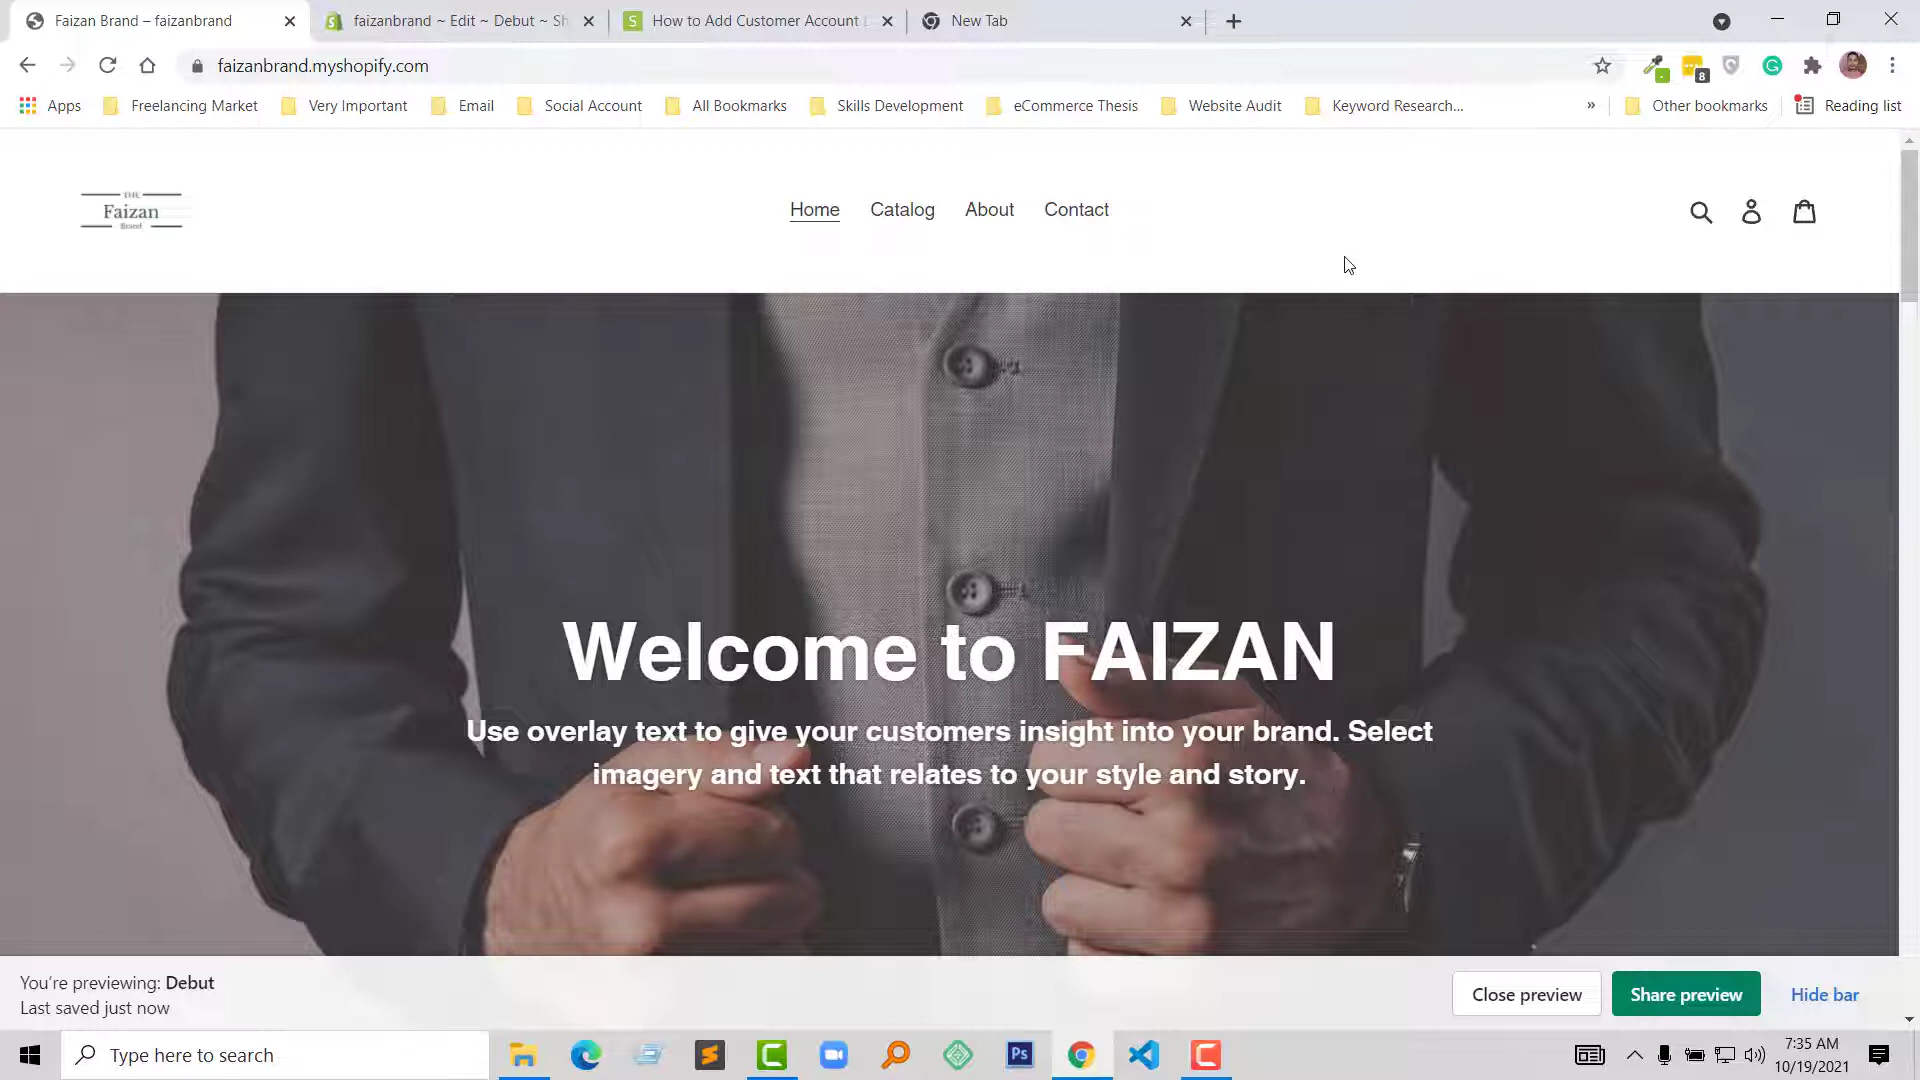 Faizan Brand – faizanbrand
faizanbrand ~ Edit ~ Debut ~ Sh
How to Add Customer Account L
New Tab
faizanbrand.myshopify.com
8
Apps
Freelancing Market
Very Important
Email
Social Account
All Bookmarks
Skills Development
eCommerce Thesis
Website Audit
Keyword Research...
»
Other bookmarks
Reading list
THE
Faizan
Brand
Home
Catalog
About
Contact
Welcome to FAIZAN
Use overlay text to give your customers insight into your brand. Select
imagery and text that relates to your style and story.
You're previewing: Debut
Last saved just now
Close preview
Share preview
Hide bar
Type here to search
Ps
7:35 AM
10/19/2021